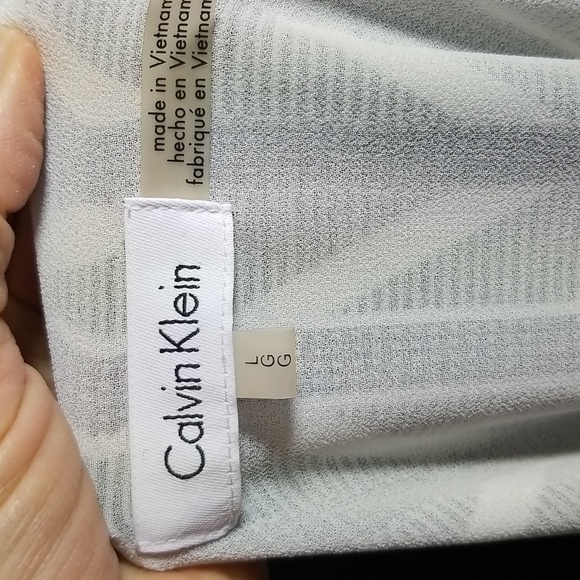 made in Vietnam
hecho en Vietnam
fabriqué en Vietnam
Calvin Klein
L
G
G